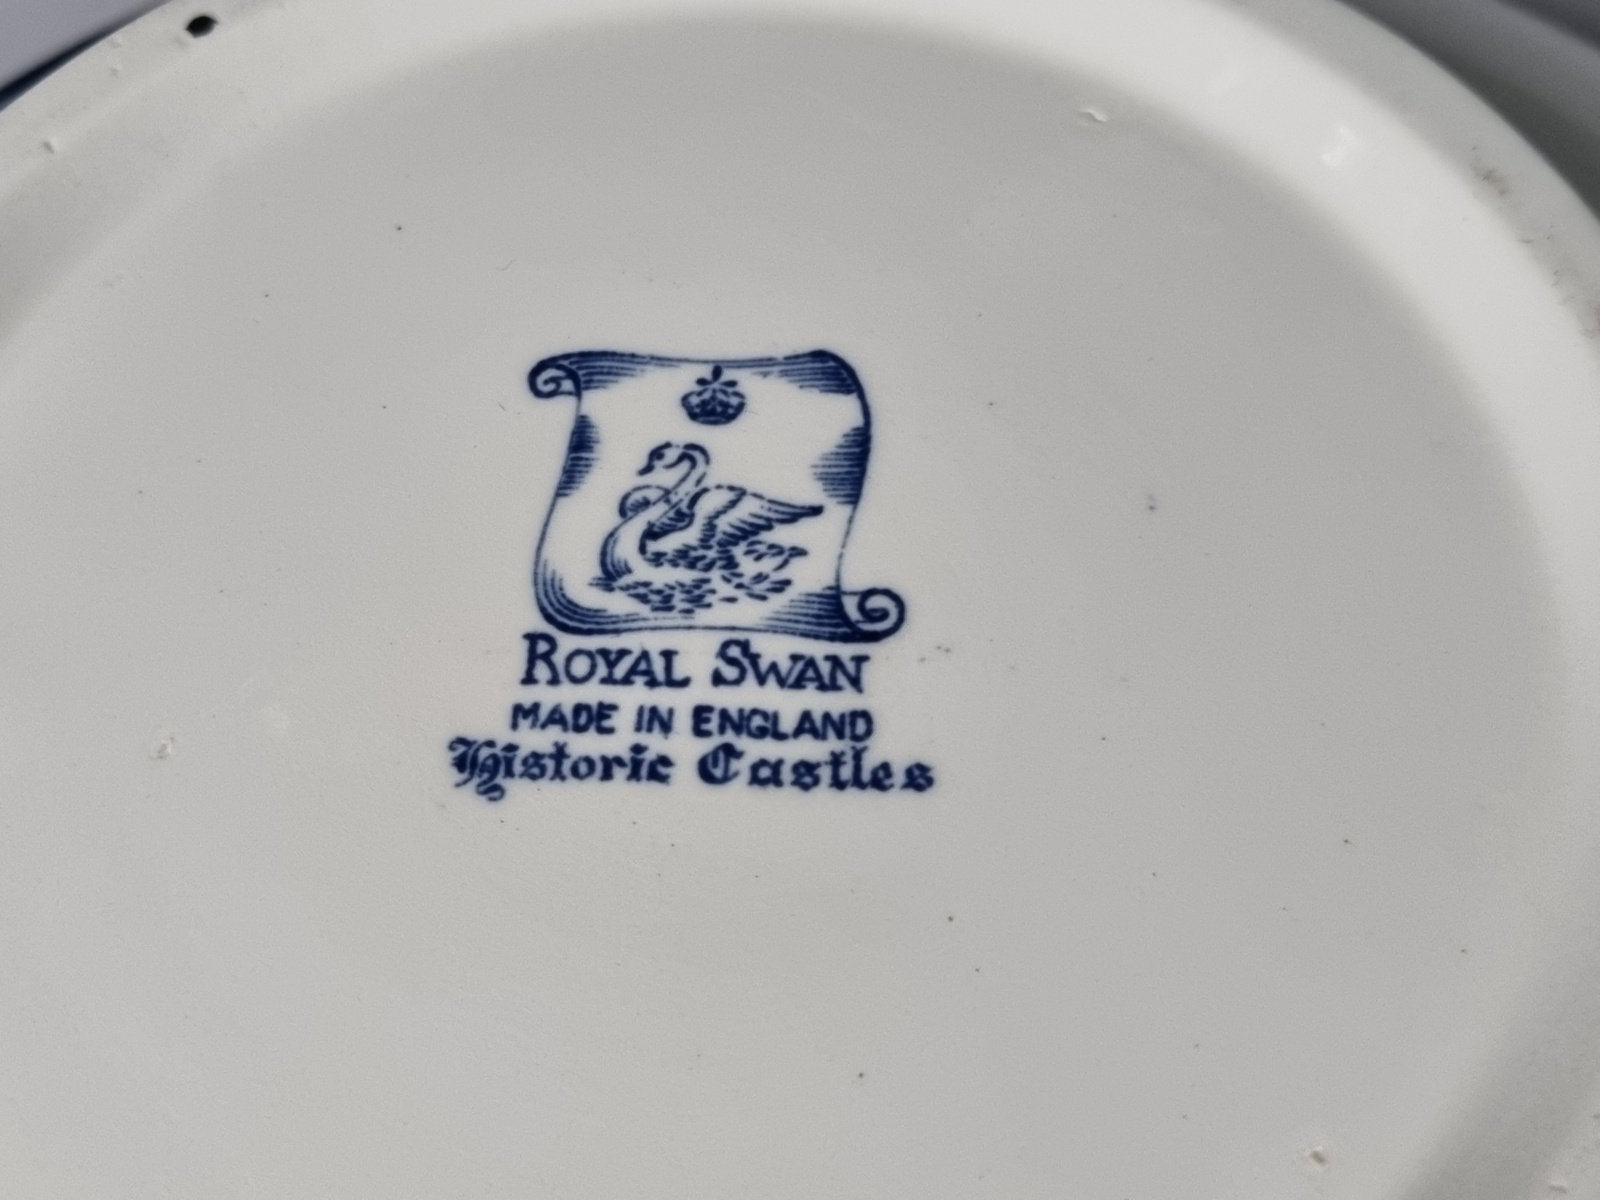 ROYAL SWAN
MADE IN ENGLAND
Historic Castles